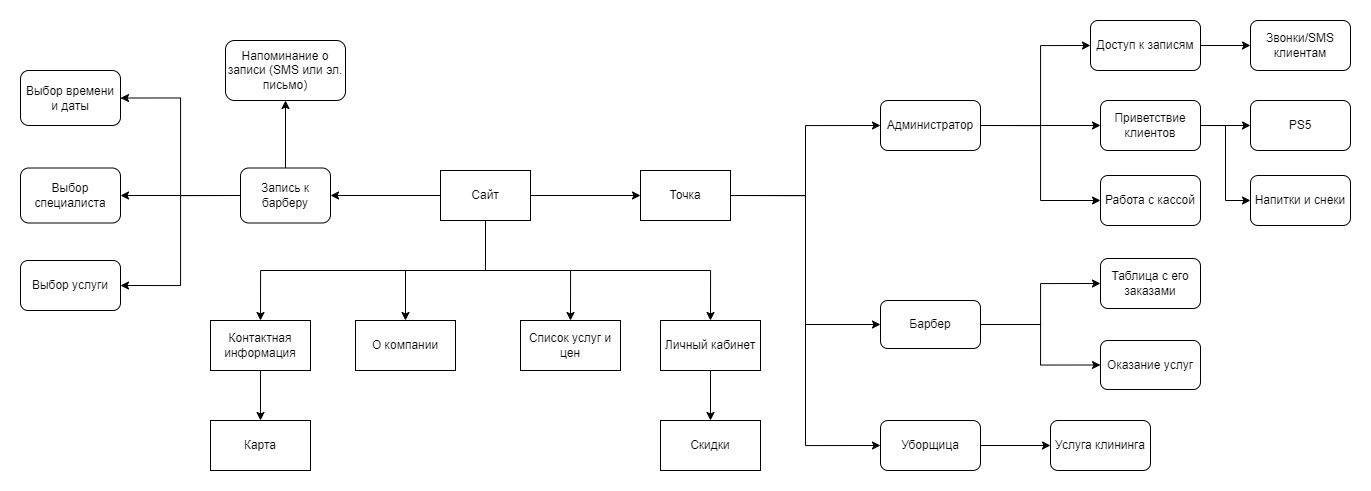 Напоминание о
записи (SMS или эл.
письмо)
Выбор времени
и даты
Выбор
специалиста
Выбор услуги
Запись к
барберу
Сайт
Точка
Контактная
информация
О компании
Список услуг и
цен
Личный кабинет
Карта
Скидки
Администратор
Доступ к записям
Звонки/SMS
клиентам
Приветствие
клиентов
PS5
Работа с кассой
Напитки и снеки
Барбер
Таблица с его
заказами
Оказание услуг
Уборщица
Услуга клининга